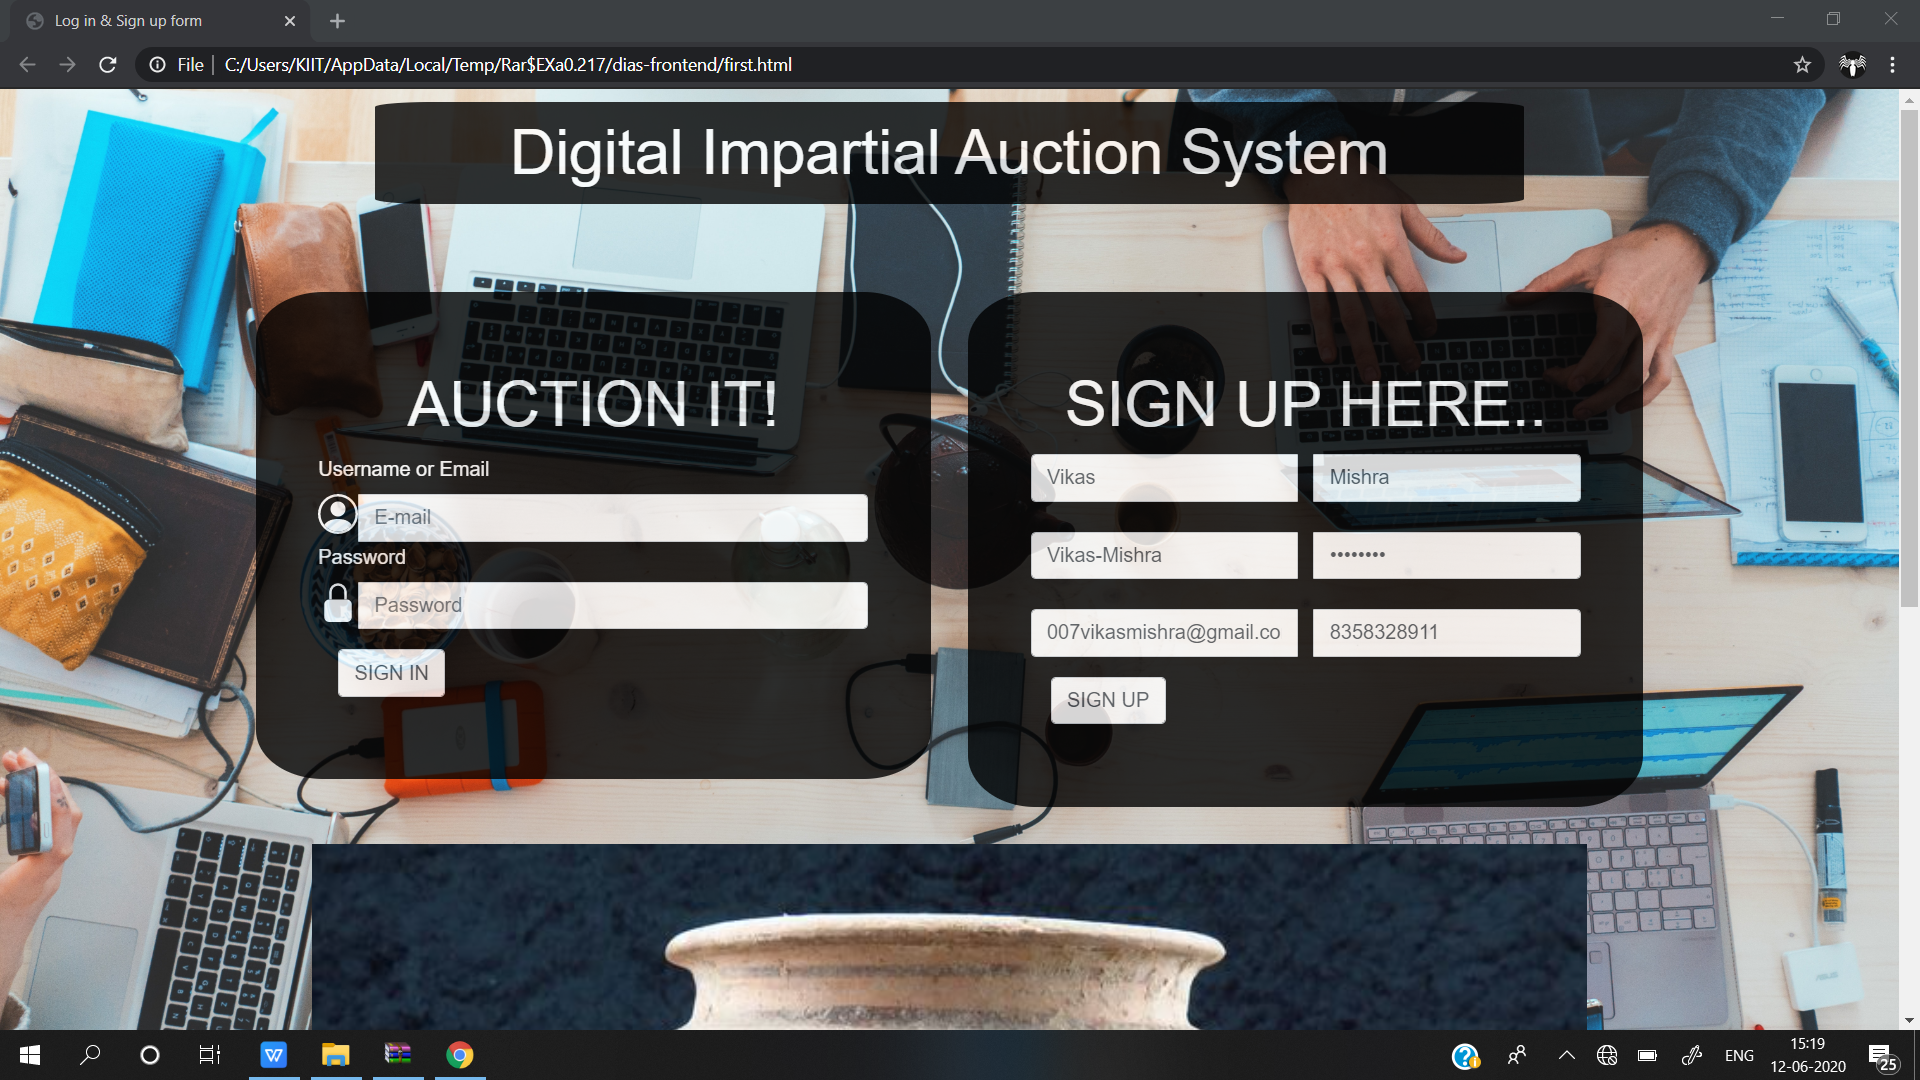 Log in & Sign up form
File
C:/Users/KIIT/AppData/Local/Temp/Rar$EXa0.217/dias-frontend/first.html
Digital Impartial Auction System
AUCTION IT!
Username or Email
E-mail
Password
Password
SIGN IN
SIGN UP HERE..
Vikas
Mishra
Vikas-Mishra
••••••••
007vikasmishra@gmail.co
8358328911
SIGN UP
ENG
15:19
12-06-2020
25